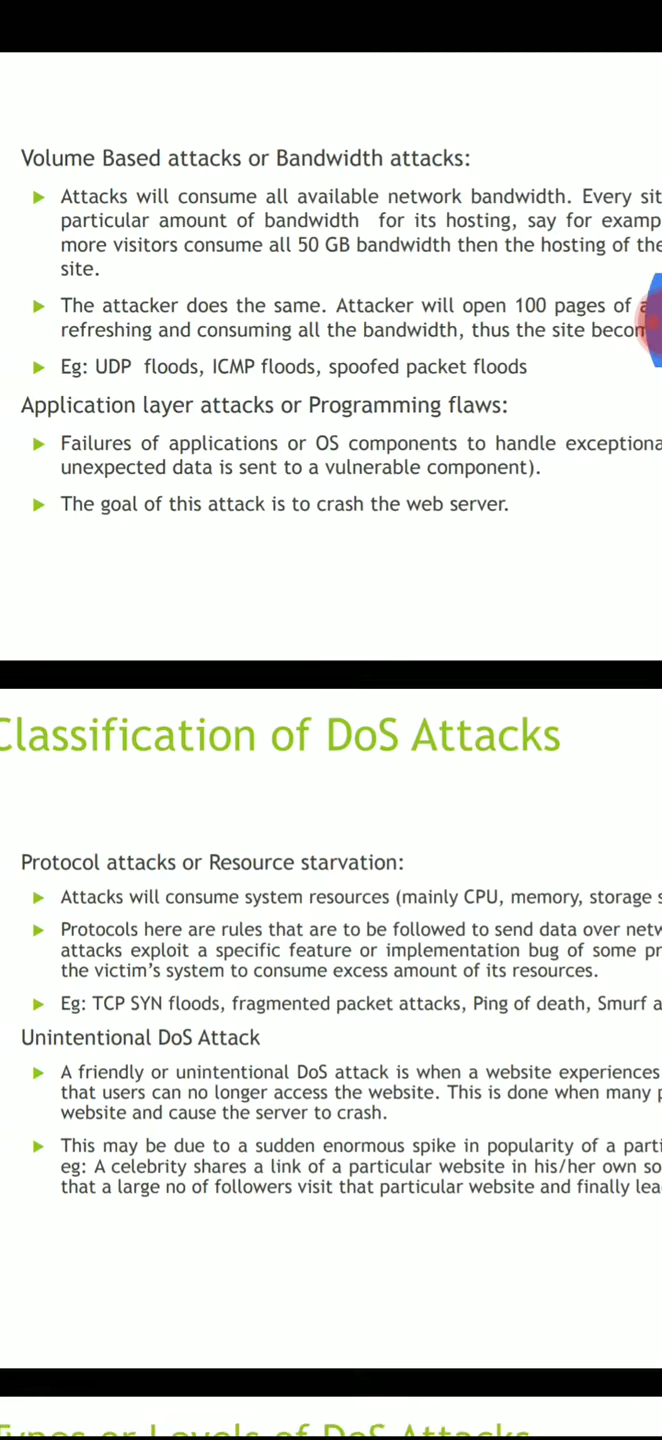 Volume Based attacks or Bandwidth attacks:
Attacks will consume all available network bandwidth. Every
particular amount of bandwidth for its hosting, say for
more visitors consume all 50 GB bandwidth then the hosting of
site.
The attacker does the same. Attacker will open 100 pages of
refreshing and consuming all the bandwidth, thus the site
Eg: UDP floods, ICMP floods, spoofed packet floods
Application layer attacks or Programming flaws:
Failures of applications or OS components to handle
unexpected data is sent to a vulnerable component).
The goal of this attack is to crash the web server.
Classification of DoS Attacks
Protocol attacks or Resource starvation:
Attacks will consume system resources (mainly CPU, memory, storage
Protocols here are rules that are to be followed to send data over
attacks exploit a specific feature or implementation bug of some
the victim's system to consume excess amount of its resources.
Eg: TCP SYN floods, fragmented packet attacks, Ping of death, Smurf
Unintentional DoS Attack
A friendly or unintentional DoS attack is when a website experiences
that users can no longer access the website. This is done when many
website and cause the server to crash.
This may be due to a sudden enormous spike in popularity of a
eg: A celebrity shares a link of a particular website in his/her own
that a large no of followers visit that particular website and finally
Types or Levels of DoS Attacks